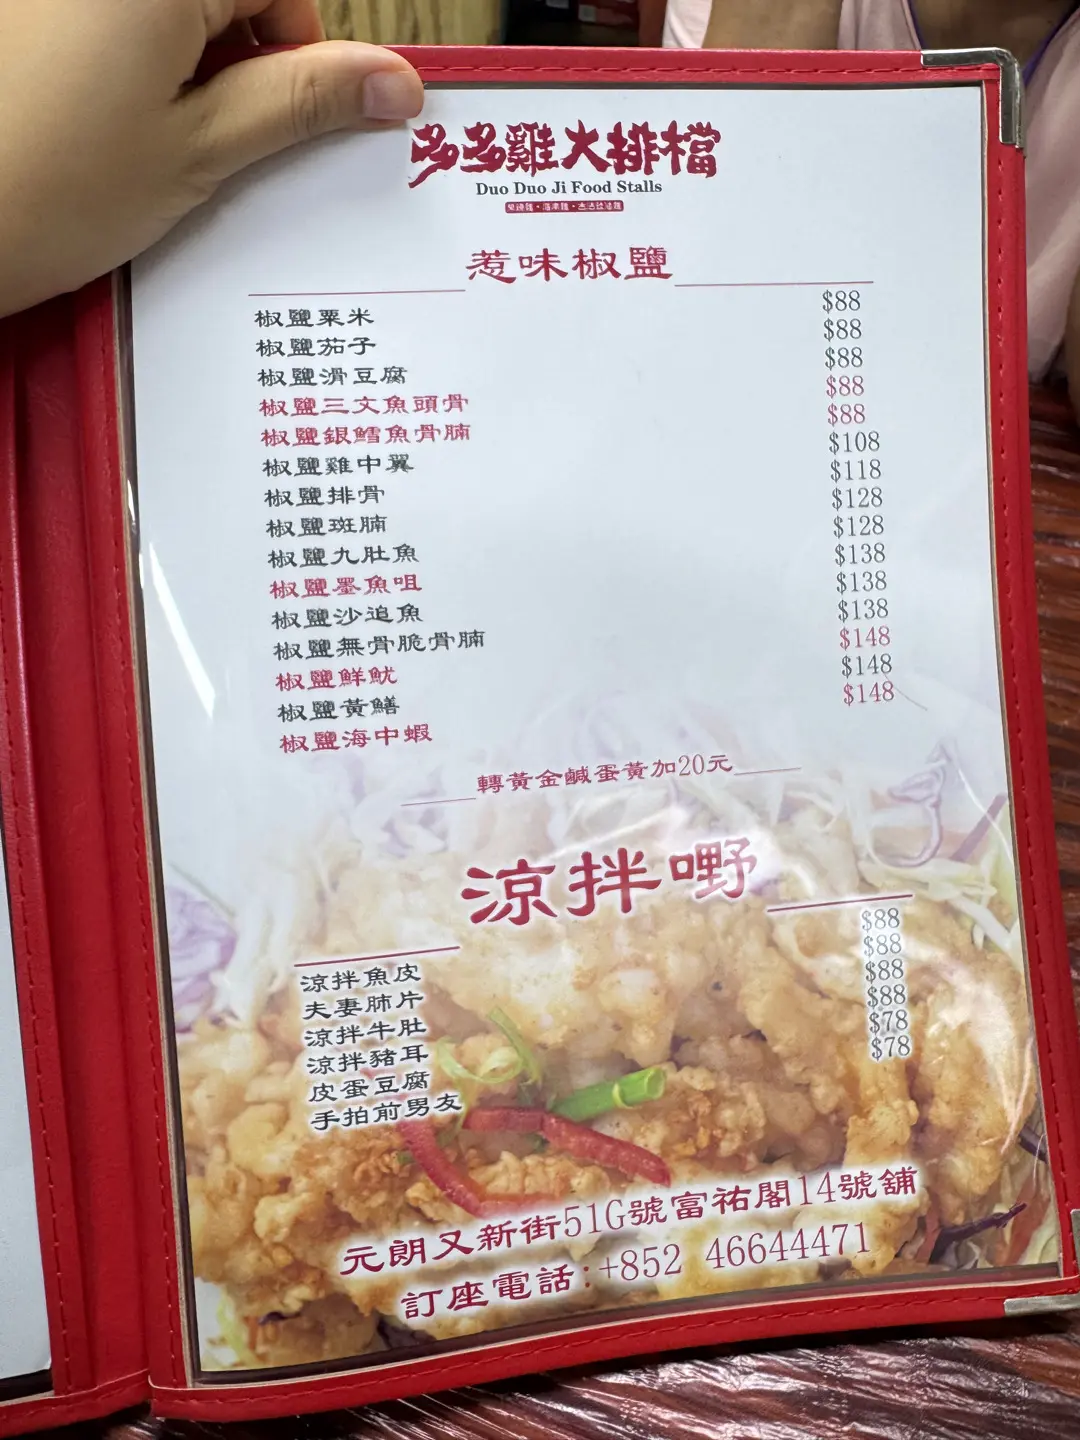 多多雞大排檔
Duo Duo Ji Food Stalls
惹味椒鹽
椒鹽粟米 $88
椒鹽茄子 $88
椒鹽滑豆腐 $88
椒鹽三文魚頭骨 $88
椒鹽銀鱈魚骨腩 $88
椒鹽雞中翼 $108
椒鹽排骨 $118
椒鹽斑腩 $128
椒鹽九肚魚 $128
椒鹽墨魚咀 $138
椒鹽沙追魚 $138
椒鹽無骨脆骨腩 $138
椒鹽鮮魷 $148
椒鹽黃鱔 $148
椒鹽海中蝦 $148
轉黃金鹹蛋黃加20元
涼拌嘢
涼拌魚皮 $88
夫妻肺片 $88
涼拌牛肚 $88
涼拌豬耳 $88
皮蛋豆腐 $78
手拍前男友 $78
元朗又新街51G號富祐閣14號舖
訂座電話:+852 46644471